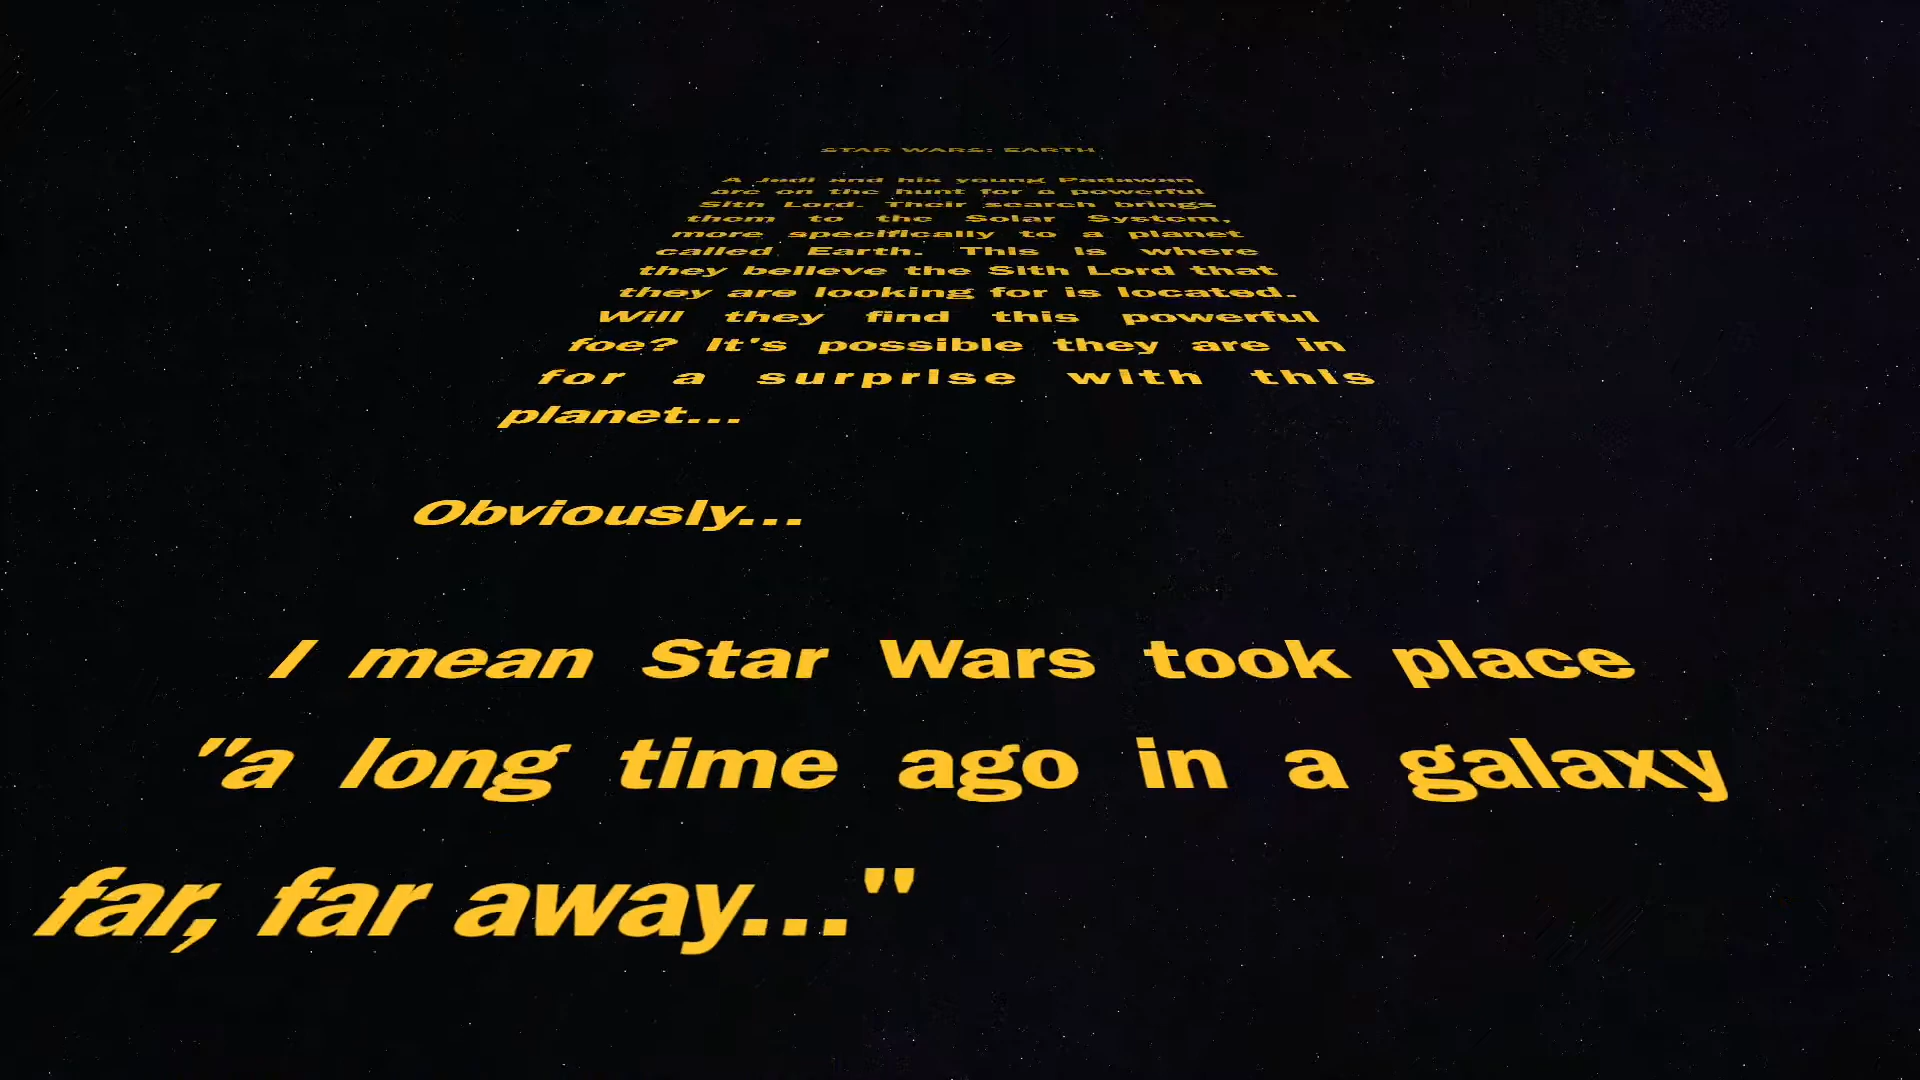 STAR WARS: EARTH
A Jedi and his young Padawan
are on the hunt for a powerful
Sith Lord. Their search brings
them to the Solar System,
more specifically to a planet
called Earth. This is where
they believe the Sith Lord that
they are looking for is located.
Will they find this powerful
foe? It's possible they are in
for a surprise with this
planet...
Obviously...
I mean Star Wars took place
"a long time ago in a galaxy
far, far away..."